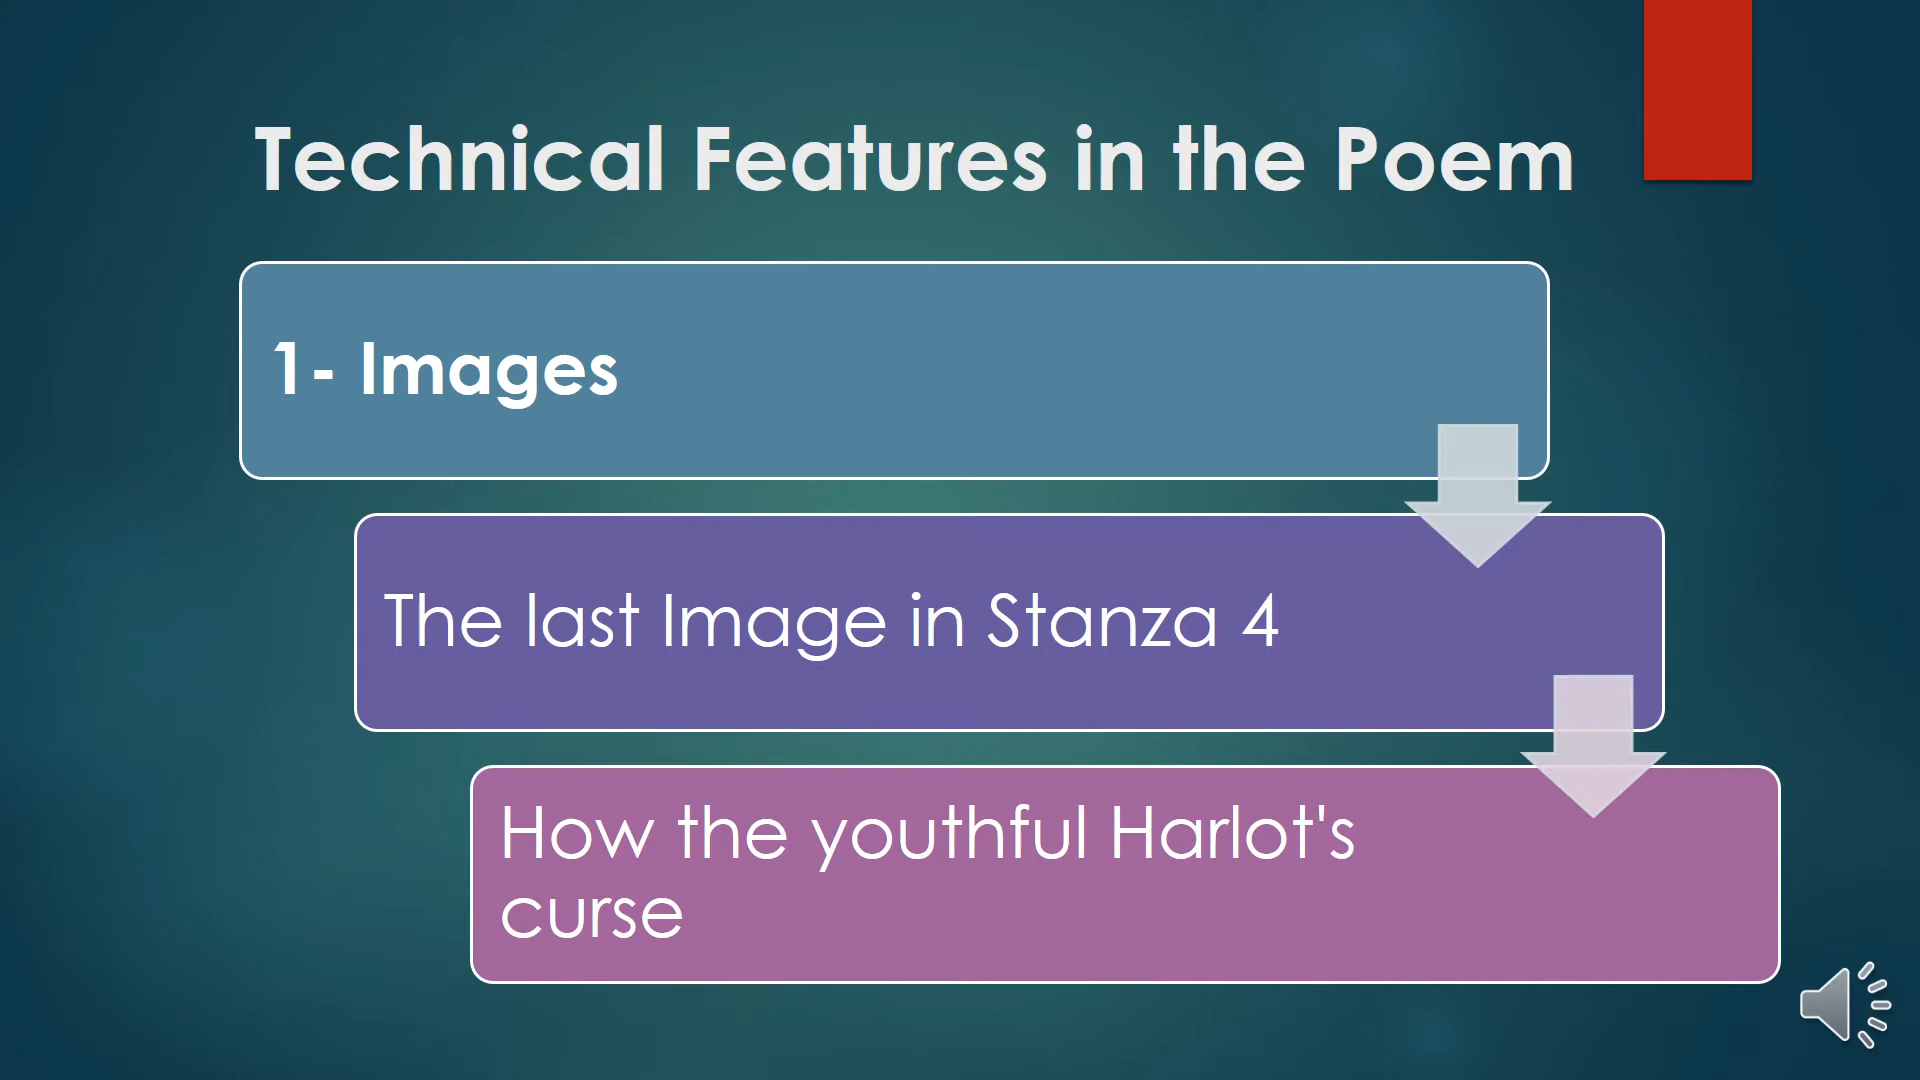 Technical Features in the Poem
1- Images
The last Image in Stanza 4
How the youthful Harlot's
curse